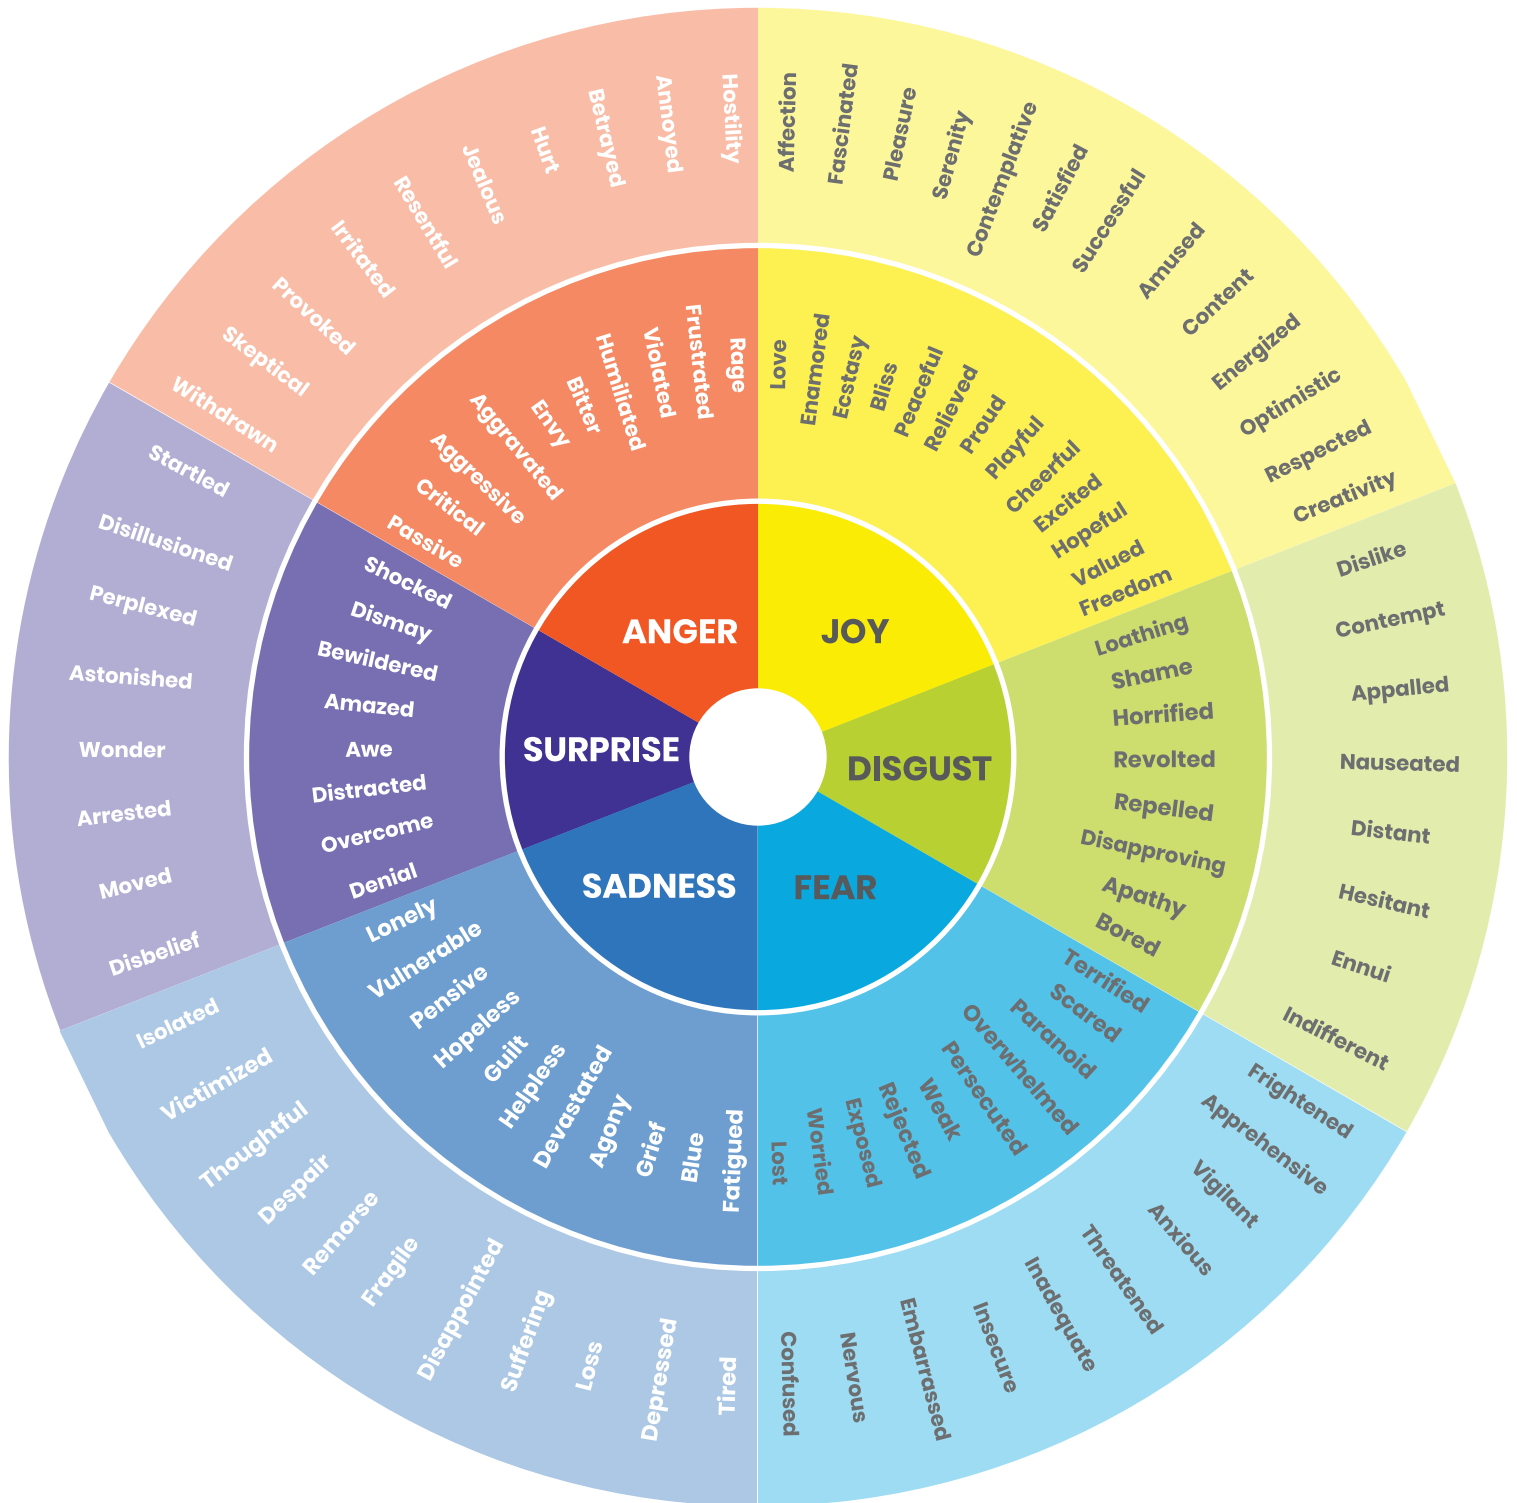 ANGER
JOY
DISGUST
FEAR
SADNESS
SURPRISE
Love
Enamored
Ecstasy
Bliss
Peaceful
Relieved
Proud
Playful
Cheerful
Excited
Hopeful
Valued
Freedom
Affection
Fascinated
Pleasure
Serenity
Contemplative
Satisfied
Successful
Amused
Content
Energized
Optimistic
Respected
Creativity
Loathing
Shame
Horrified
Revolted
Repelled
Disapproving
Apathy
Bored
Dislike
Contempt
Appalled
Nauseated
Distant
Hesitant
Ennui
Indifferent
Terrified
Scared
Paranoid
Overwhelmed
Persecuted
Weak
Rejected
Exposed
Worried
Lost
Frightened
Apprehensive
Vigilant
Anxious
Threatened
Inadequate
Insecure
Embarrassed
Nervous
Confused
Fatigued
Blue
Grief
Agony
Devastated
Helpless
Guilt
Hopeless
Pensive
Vulnerable
Lonely
Tired
Depressed
Loss
Suffering
Disappointed
Fragile
Remorse
Despair
Thoughtful
Victimized
Isolated
Denial
Overcome
Distracted
Awe
Amazed
Bewildered
Dismay
Shocked
Disbelief
Moved
Arrested
Wonder
Astonished
Perplexed
Disillusioned
Startled
Passive
Critical
Aggressive
Aggravated
Envy
Bitter
Humiliated
Violated
Frustrated
Rage
Withdrawn
Skeptical
Provoked
Irritated
Resentful
Jealous
Hurt
Betrayed
Annoyed
Hostility